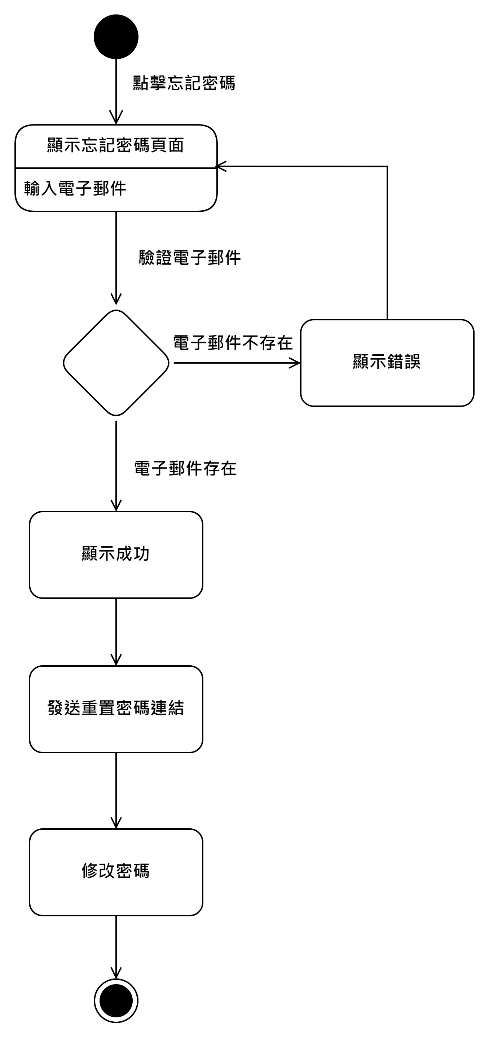 點擊忘記密碼
顯示忘記密碼頁面
輸入電子郵件
驗證電子郵件
電子郵件不存在
顯示錯誤
電子郵件存在
顯示成功
發送重置密碼連結
修改密碼